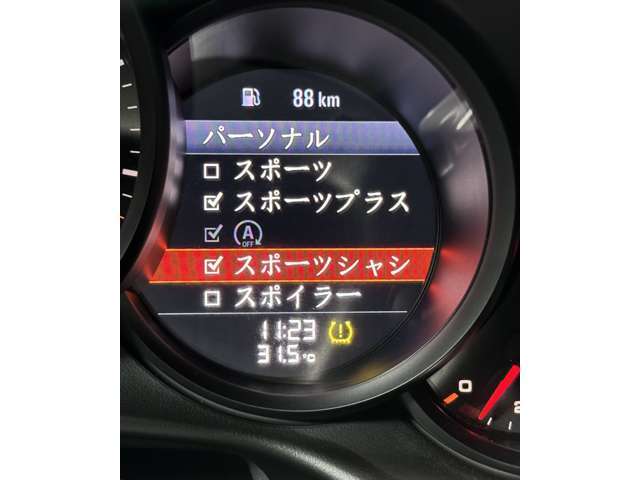 88 km
パーソナル
スポーツ
スポーツプラス
A OFF
スポーツシャシ
スポイラー
11:23
31.5℃
0
2